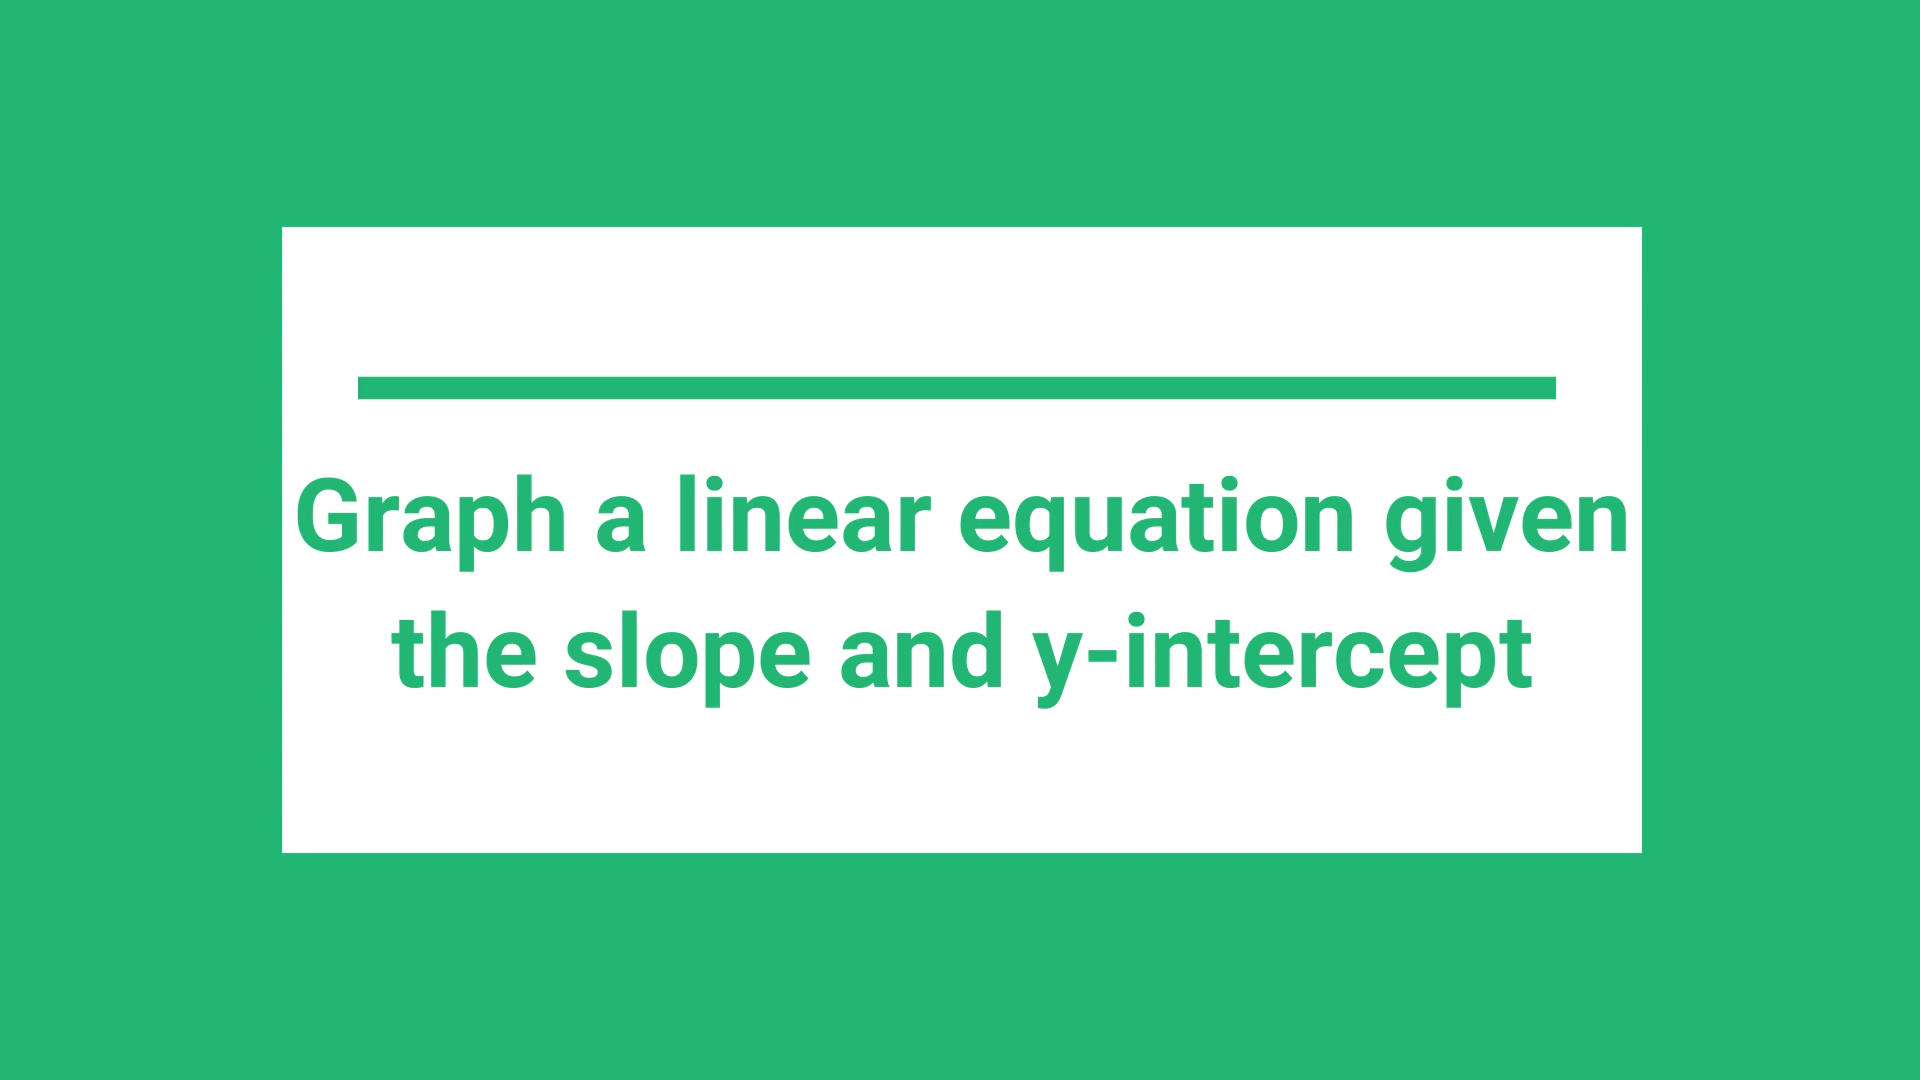 Graph a linear equation given
the slope and y-intercept